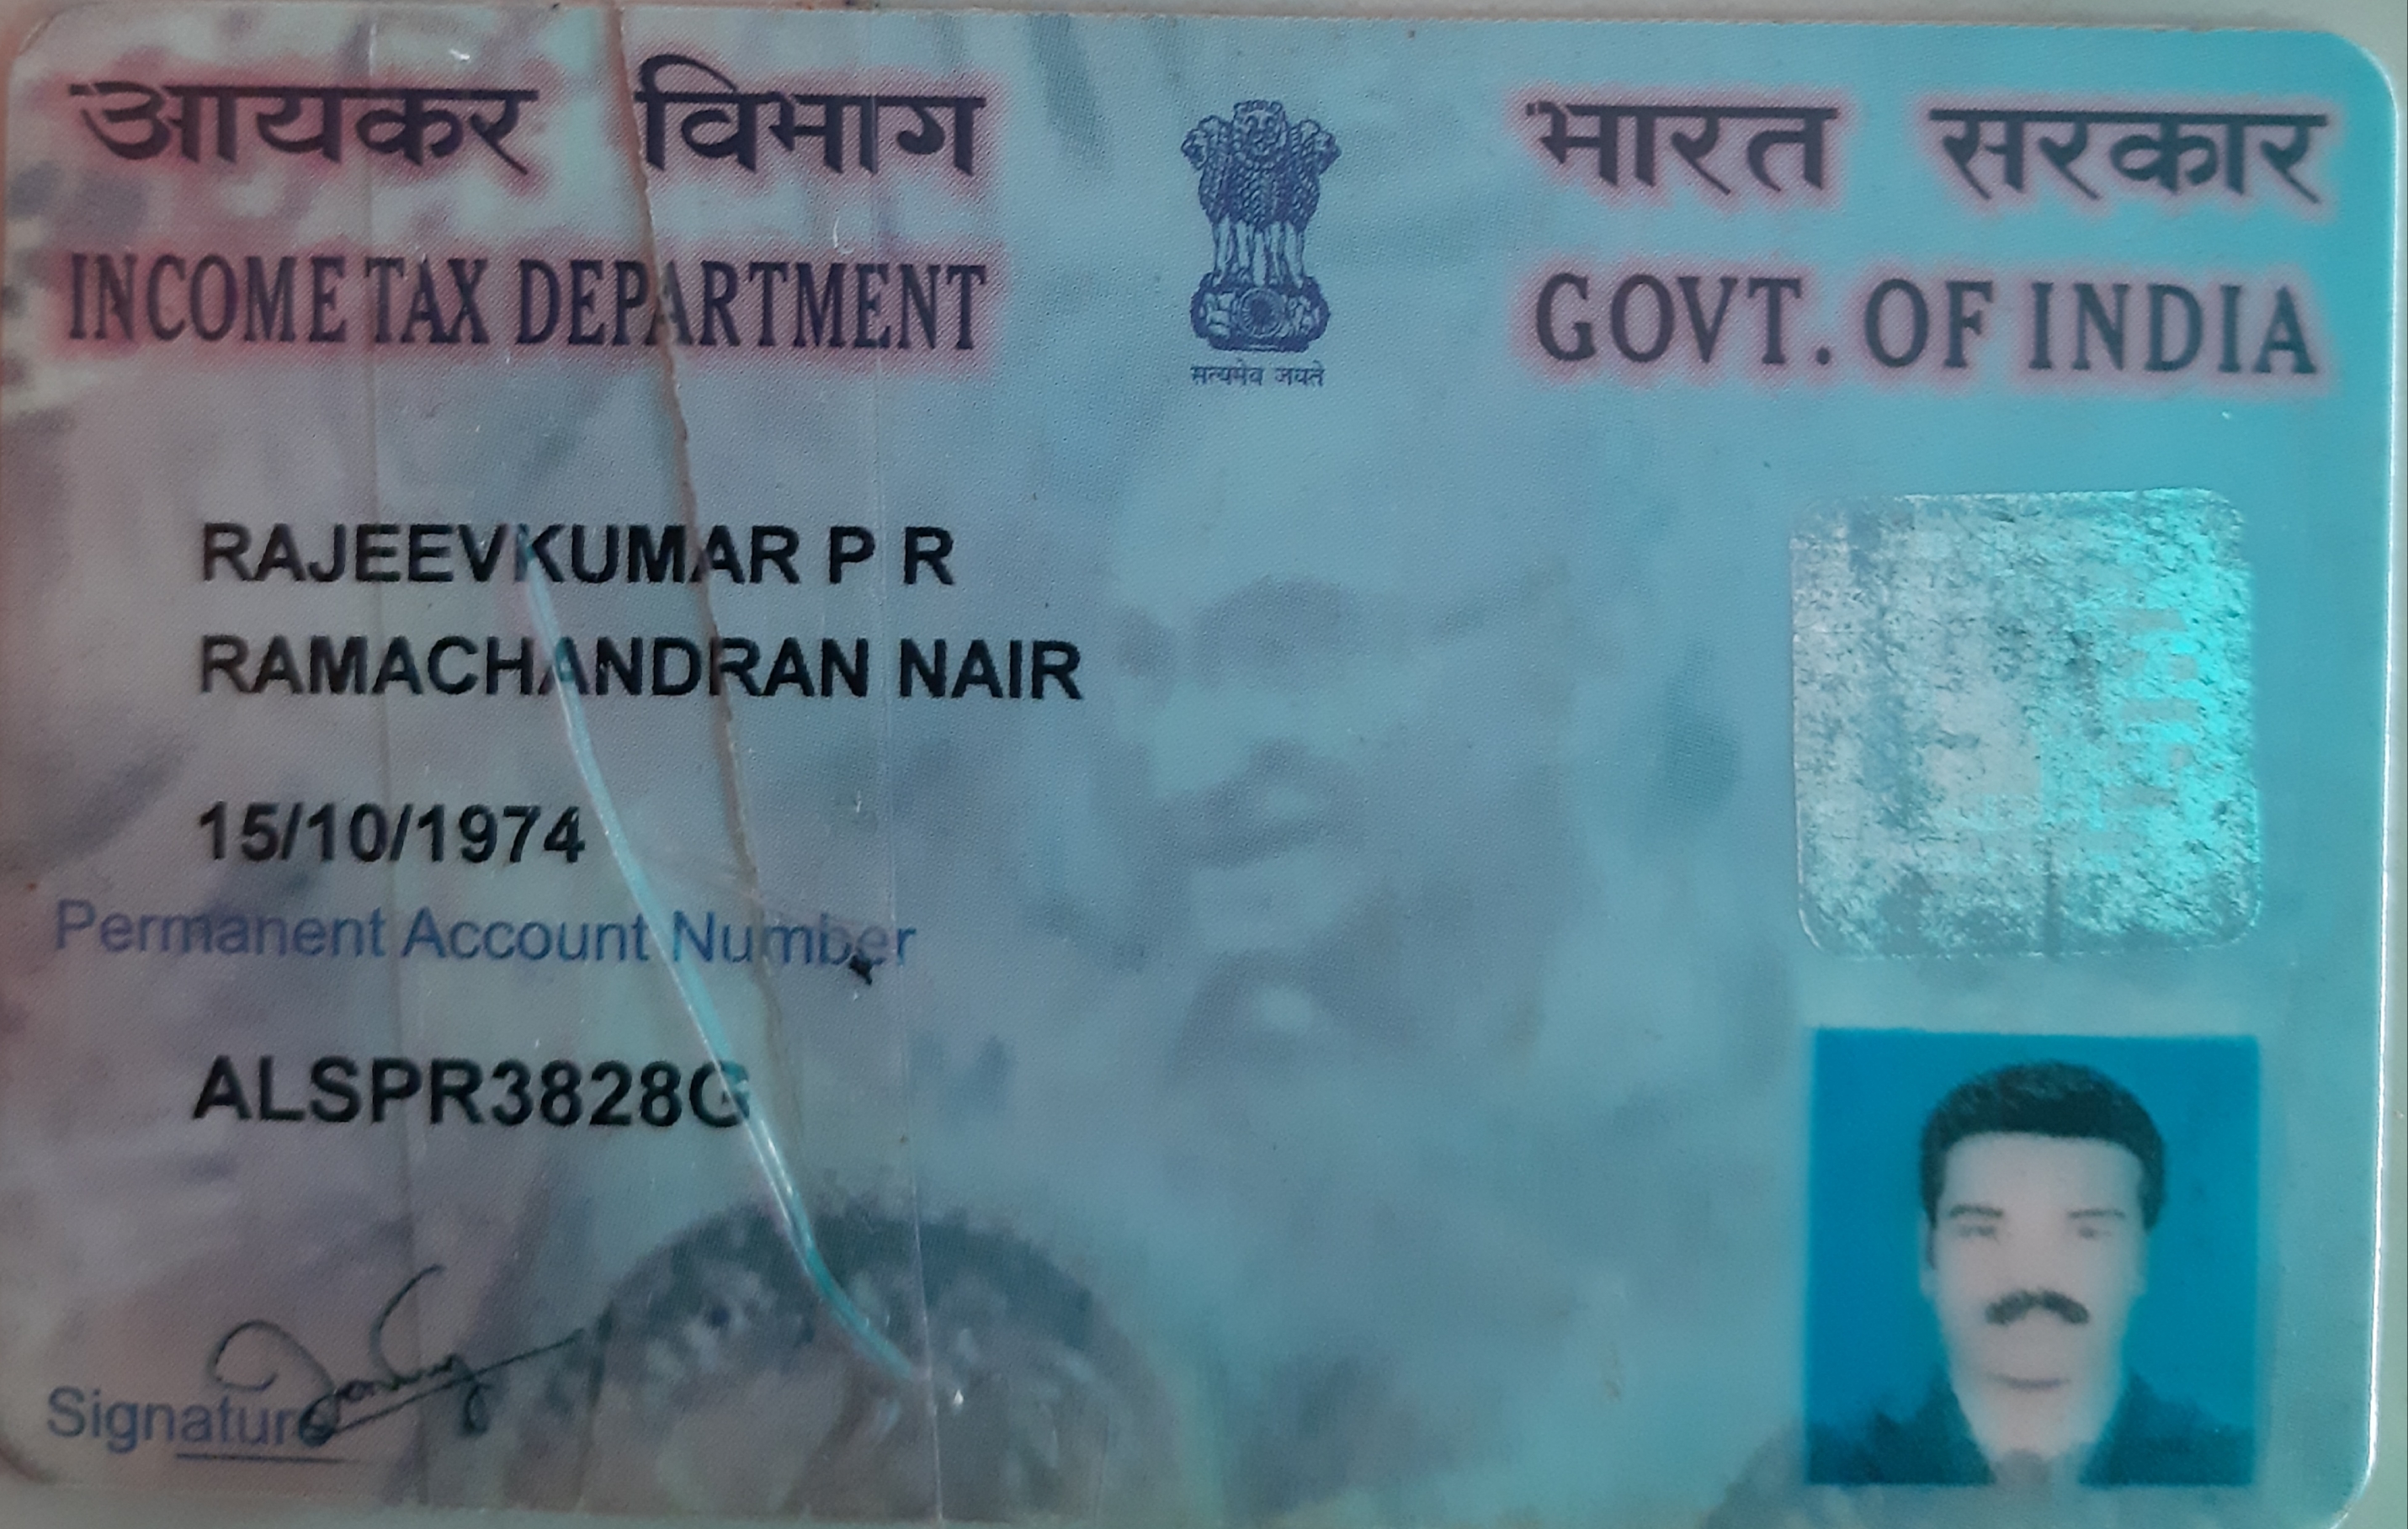 आयकर विभाग
INCOME TAX DEPARTMENT
सत्यमेव जयते
भारत सरकार
GOVT. OF INDIA
RAJEEVKUMAR P R
RAMACHANDRAN NAIR
15/10/1974
Permanent Account Number
ALSPR3828G
Signature